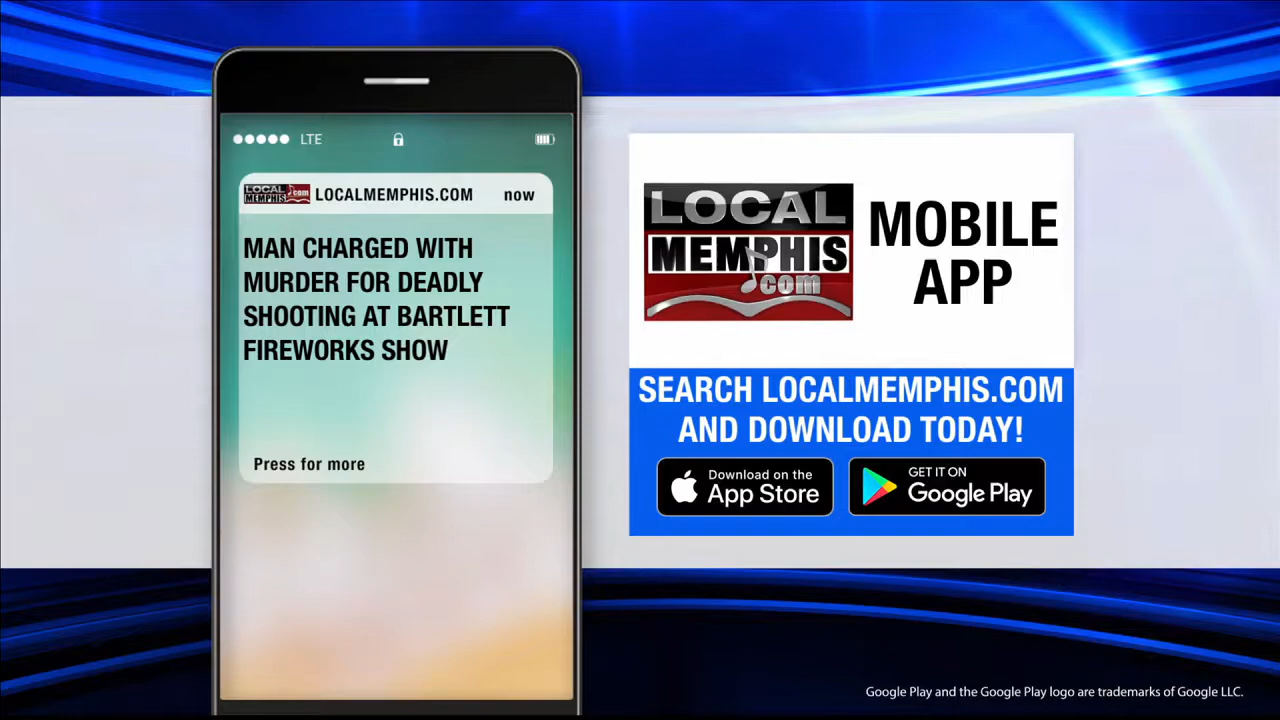 LTE
LOCAL
MEMPHIS
.com
LOCALMEMPHIS.COM
now
MAN CHARGED WITH
MURDER FOR DEADLY
SHOOTING AT BARTLETT
FIREWORKS SHOW
Press for more
LOCAL
MEMPHIS
.com
MOBILE
APP
SEARCH LOCALMEMPHIS.COM
AND DOWNLOAD TODAY!
Download on the
App Store
GET IT ON
Google Play
Google Play and the Google Play logo are trademarks of Google LLC.